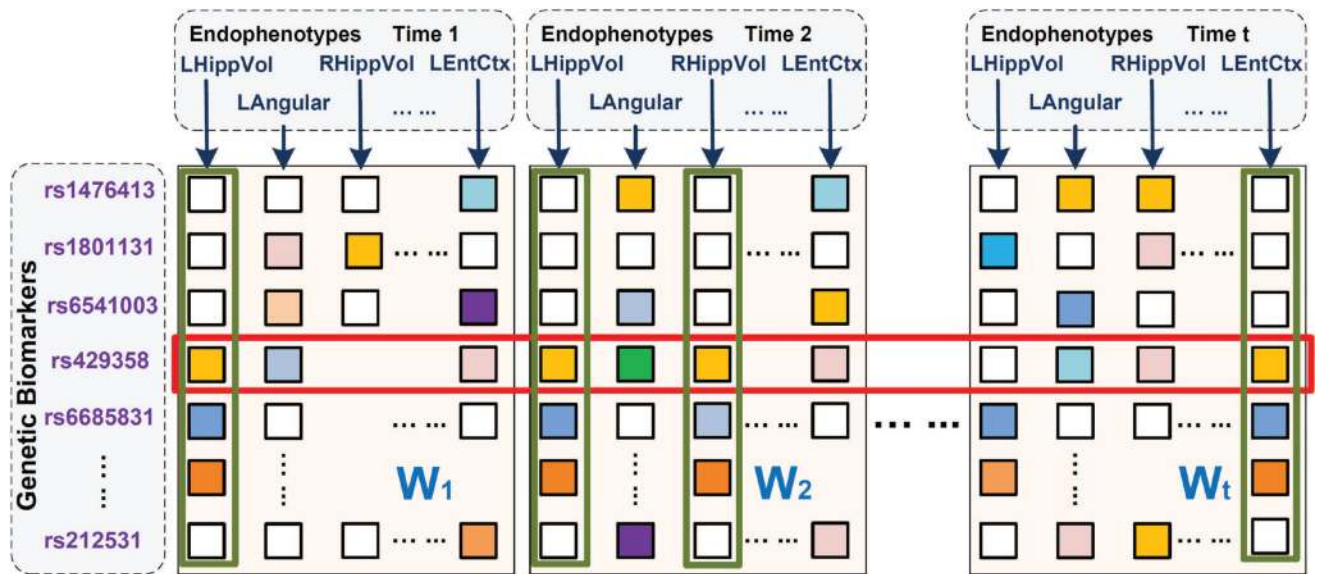 Endophenotypes Time 1
LHippVol RHippVol LEntCtx
LAngular ... ...
Endophenotypes Time 2
LHippVol RHippVol LEntCtx
LAngular ... ...
Endophenotypes Time t
LHippVol RHippVol LEntCtx
LAngular ... ...
Genetic Biomarkers
rs1476413
rs1801131
... ... ... ... ... ...
rs6541003
rs429358
rs6685831
... ... ... ... ... ... ... ...
W1 W2 Wt
rs212531
... ... ... ... ... ...